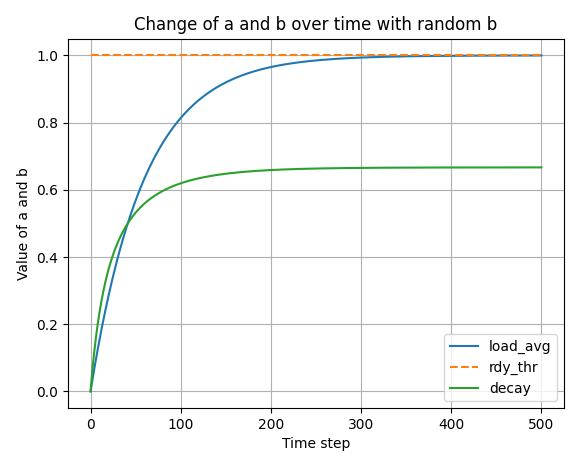 Change of a and b over time with random b
Value of a and b
1.0
0.8
0.6
0.4
0.2
0.0
load_avg
rdy_thr
decay
0 100 200 300 400 500
Time step